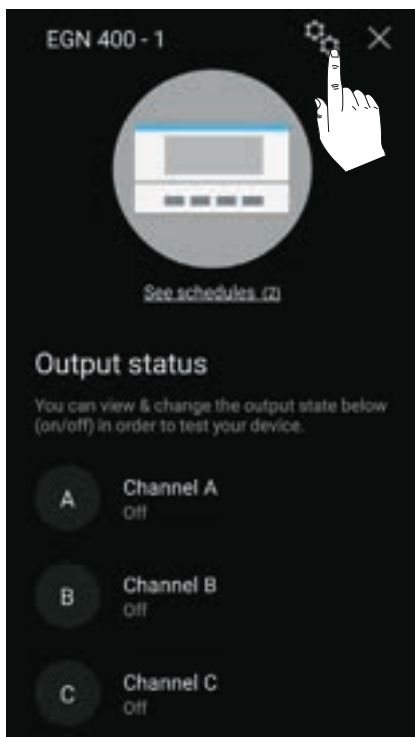 EGN 400 - 1
See schedules (2)
Output status
You can view & change the output state below
(on/off) in order to test your device.
A
Channel A
Off
B
Channel B
Off
C
Channel C
Off